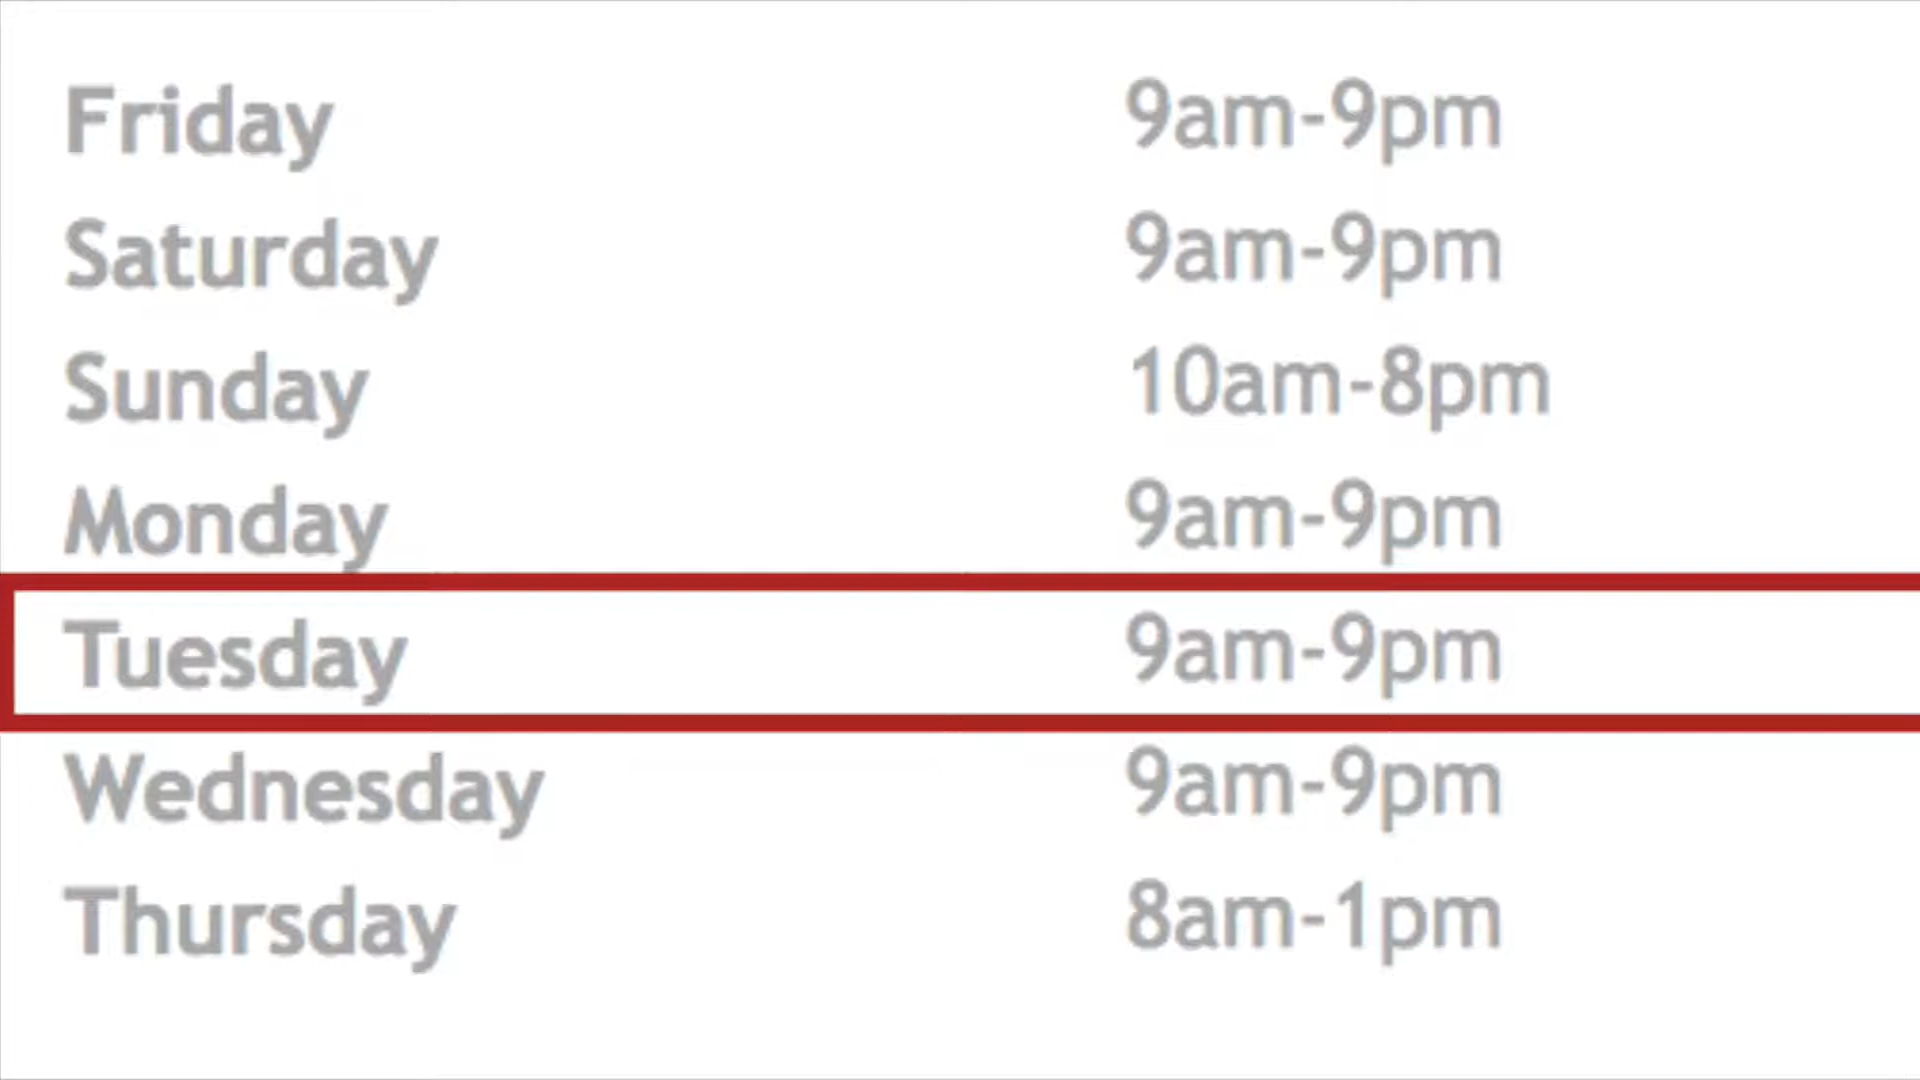 Friday 9am-9pm
Saturday 9am-9pm
Sunday 10am-8pm
Monday 9am-9pm
Tuesday 9am-9pm
Wednesday 9am-9pm
Thursday 8am-1pm